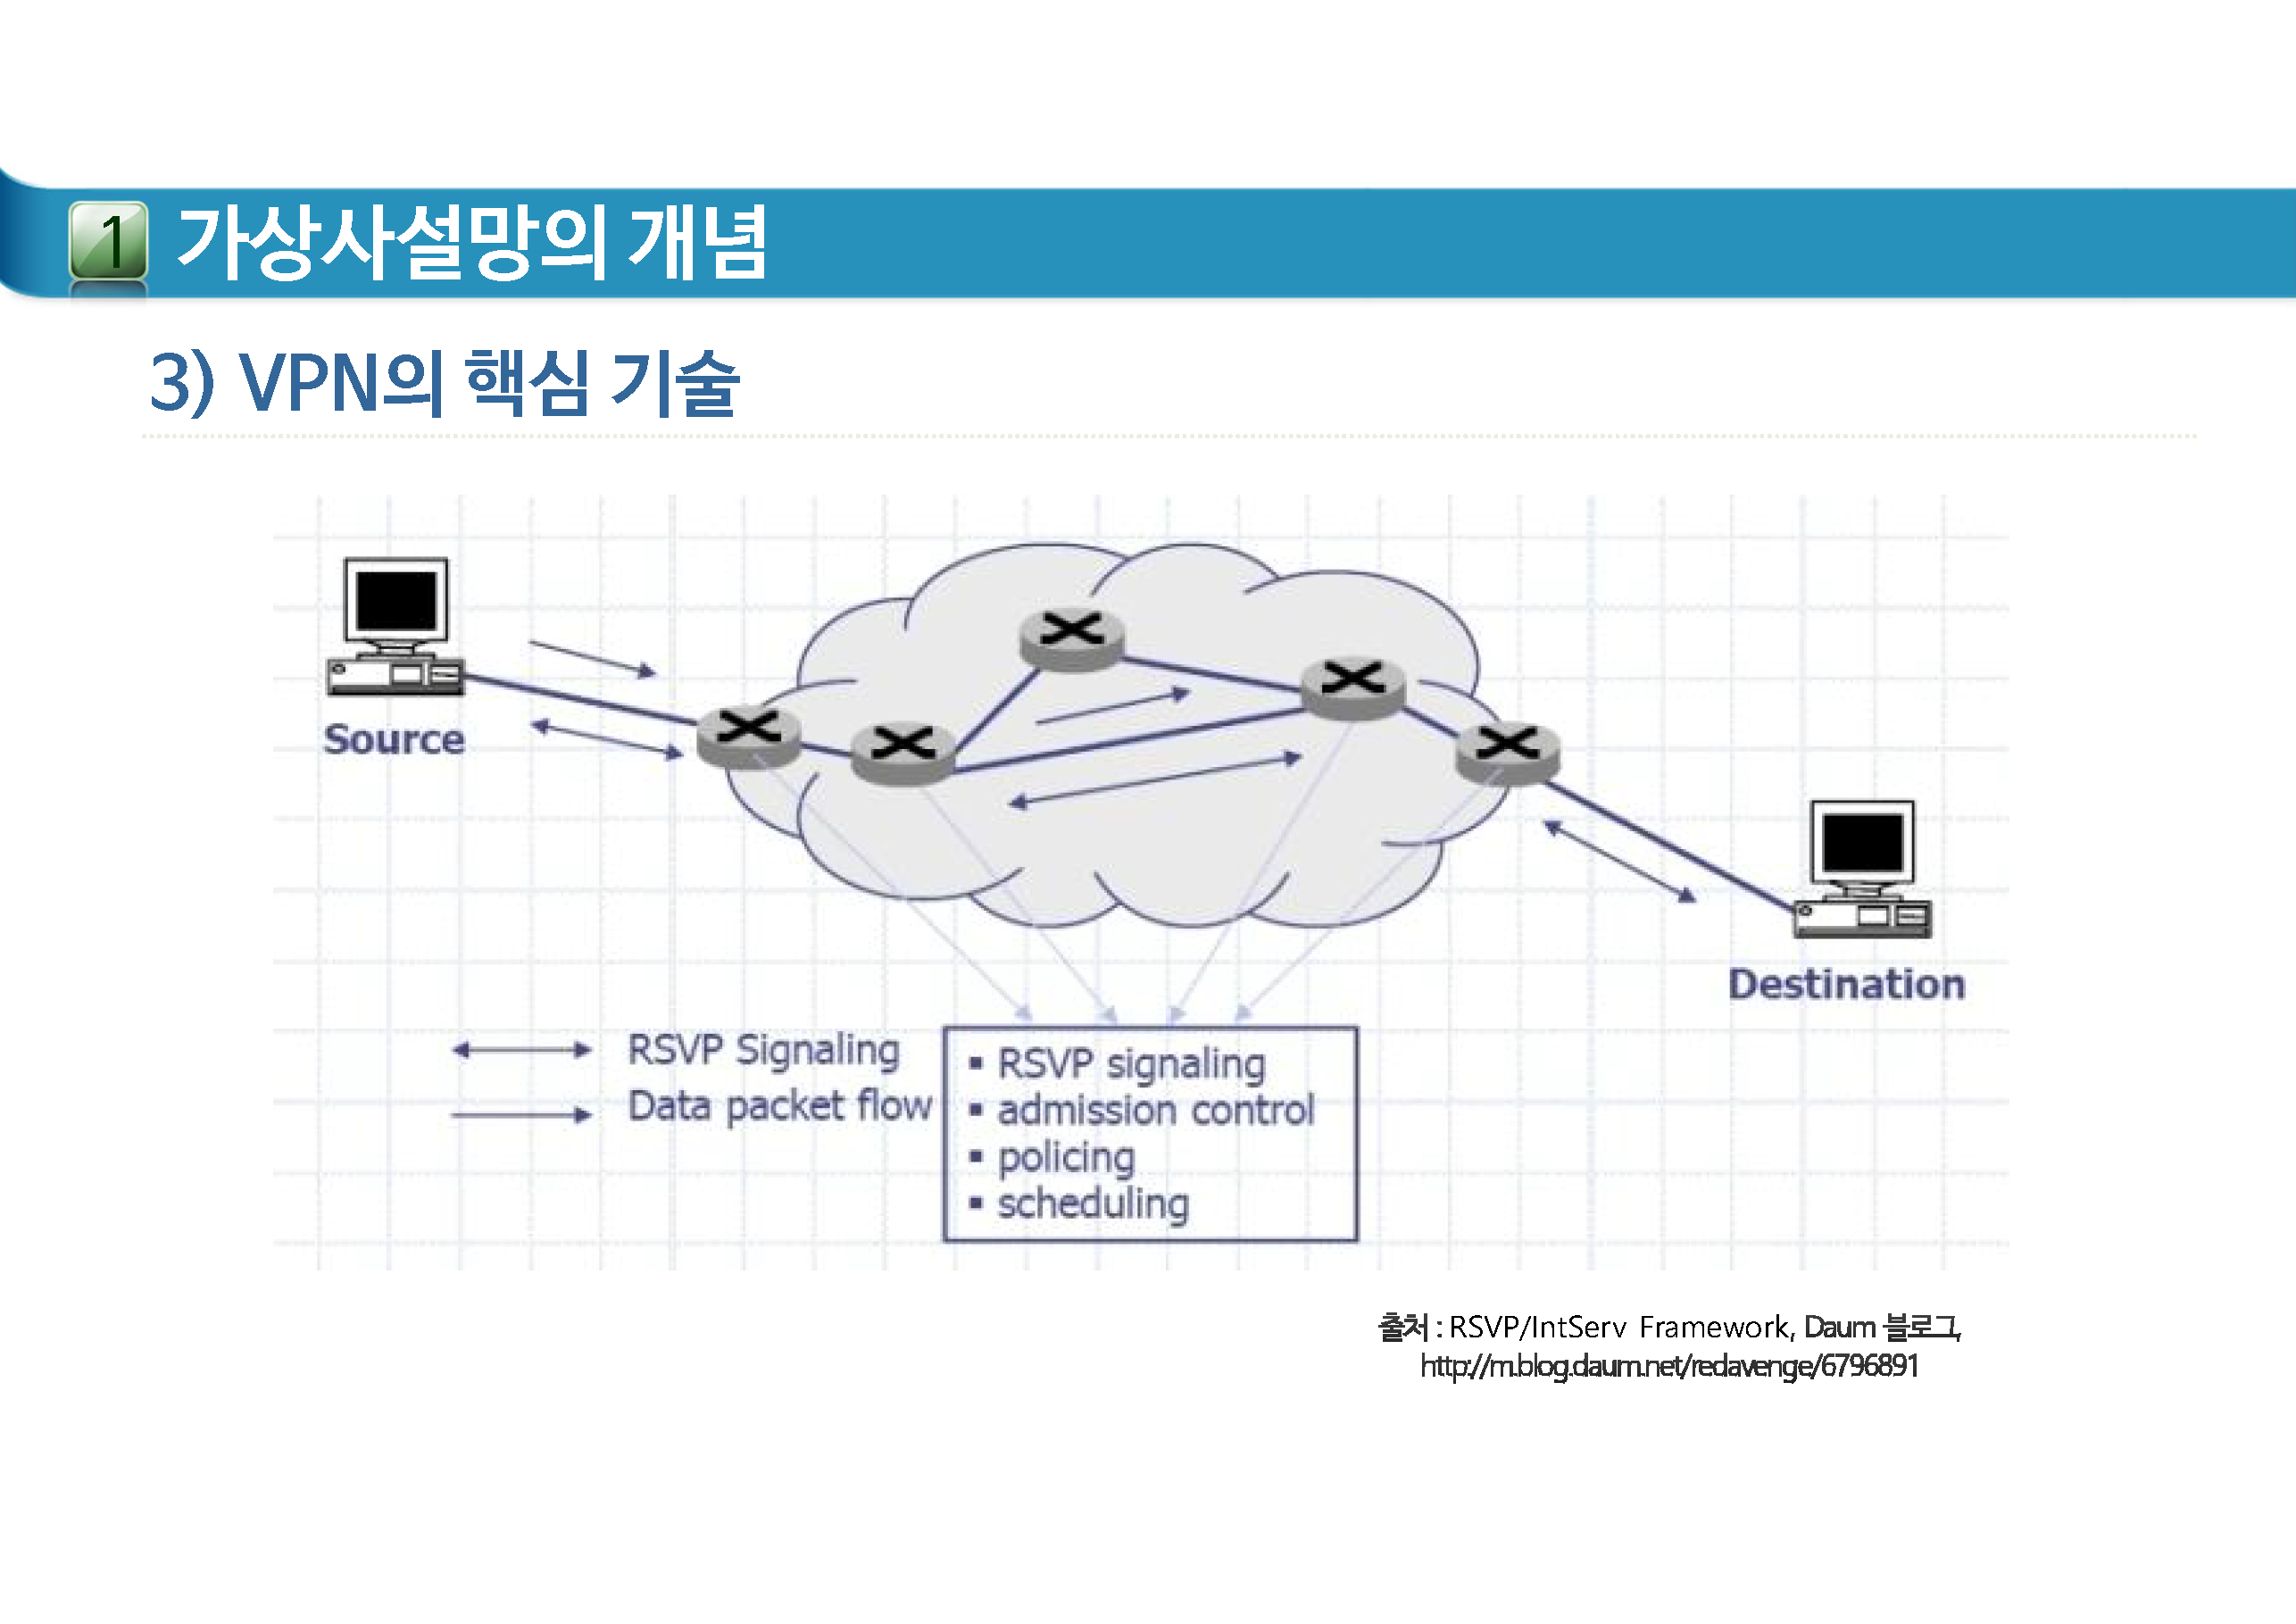 1 가상사설망의 개념
3) VPN의 핵심 기술
Source
Destination
RSVP Signaling
Data packet flow
▪ RSVP signaling
▪ admission control
▪ policing
▪ scheduling
출처 : RSVP/IntServ Framework, Daum 블로그,
http://m.blog.daum.net/redavenge/6796891